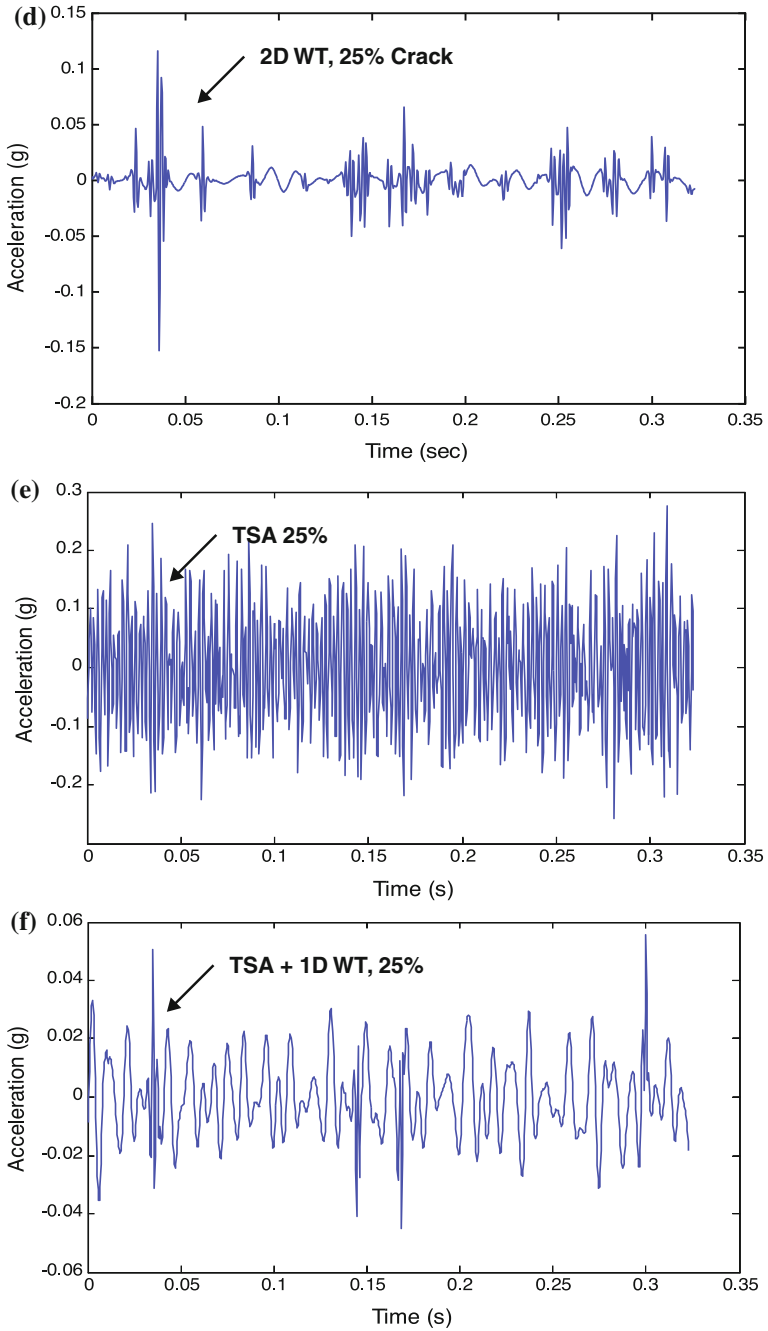 (d)
0.15
0.1
0.05
0
-0.05
-0.1
-0.15
-0.2
Acceleration (g)
2D WT, 25% Crack
0 0.05 0.1 0.15 0.2 0.25 0.3 0.35
Time (sec)
(e)
0.3
0.2
0.1
0
-0.1
-0.2
Acceleration (g)
TSA 25%
0 0.05 0.1 0.15 0.2 0.25 0.3 0.35
Time (s)
(f)
0.06
0.04
0.02
0
-0.02
-0.04
-0.06
Acceleration (g)
TSA + 1D WT, 25%
0 0.05 0.1 0.15 0.2 0.25 0.3 0.35
Time (s)